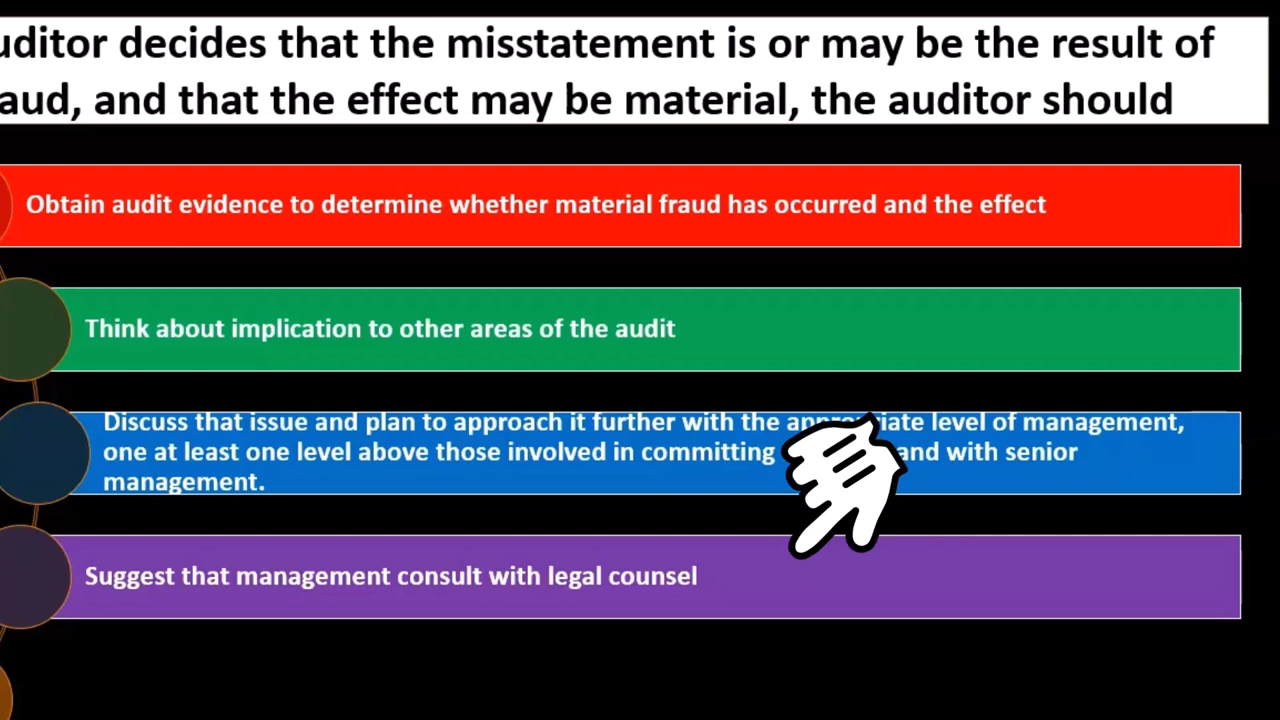 uditor decides that the misstatement is or may be the result of
aud, and that the effect may be material, the auditor should
Obtain audit evidence to determine whether material fraud has occurred and the effect
Think about implication to other areas of the audit
Discuss that issue and plan to approach it further with the level of management,
one at least one level above those involved in committing and with senior
management.
Suggest that management consult with legal counsel